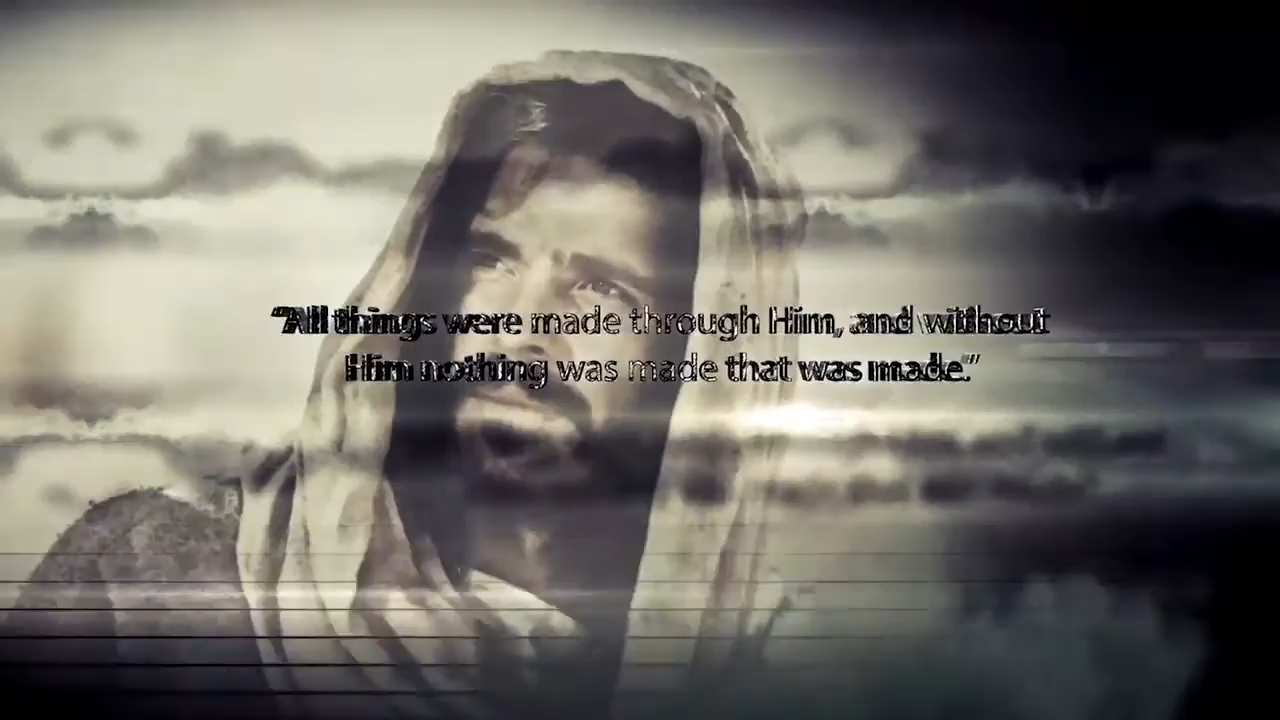 “All things were made through Him, and without
Him nothing was made that was made.”